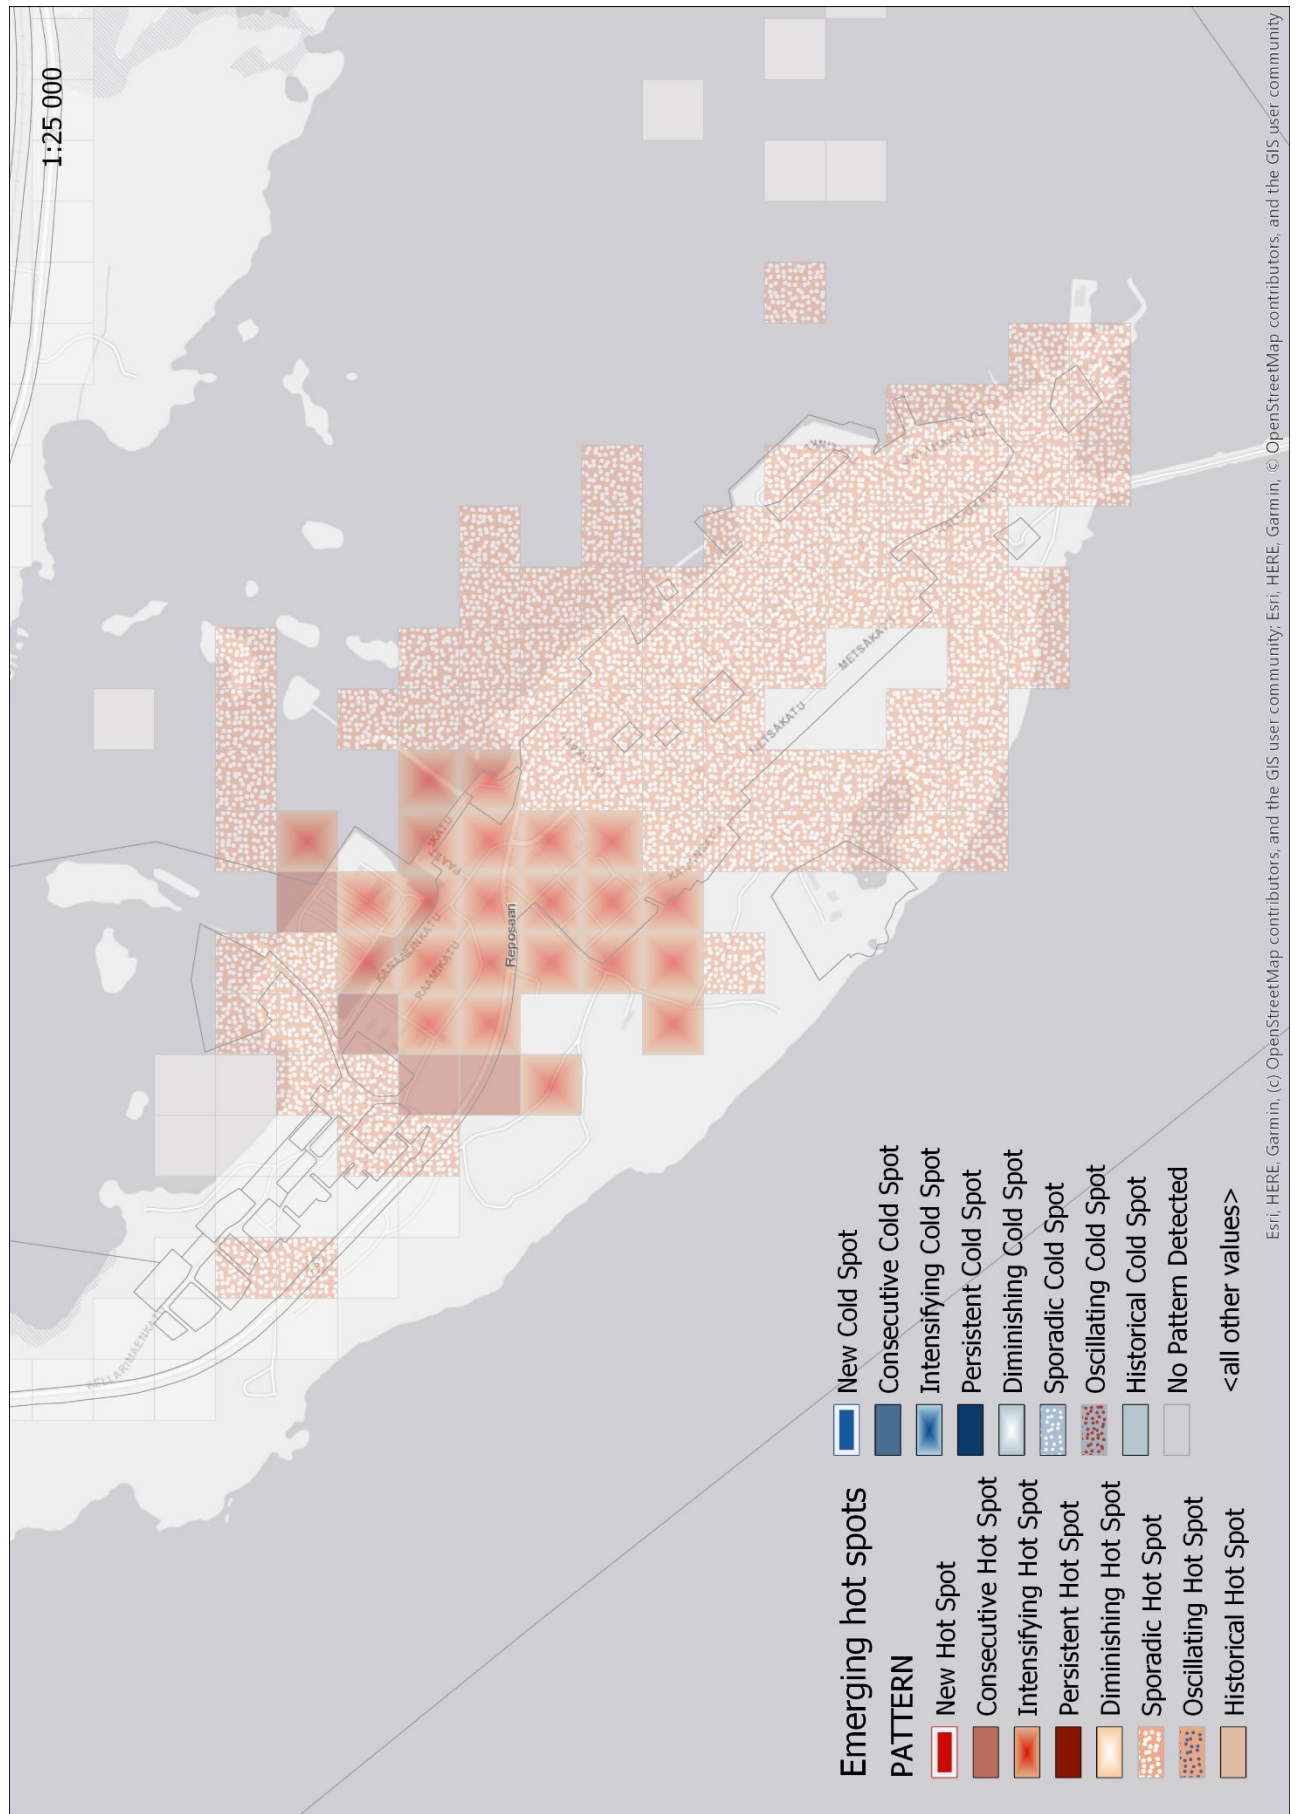 1:25 000
KELLARIMAENKATU
KANAALINKATU
RAAMIKATU
Reposaari
METSAKATU
METSAKATU
Emerging hot spots
PATTERN
New Hot Spot
Consecutive Hot Spot
Intensifying Hot Spot
Persistent Hot Spot
Diminishing Hot Spot
Sporadic Hot Spot
Oscillating Hot Spot
Historical Hot Spot
New Cold Spot
Consecutive Cold Spot
Intensifying Cold Spot
Persistent Cold Spot
Diminishing Cold Spot
Sporadic Cold Spot
Oscillating Cold Spot
Historical Cold Spot
No Pattern Detected
<all other values>
Esri, HERE, Garmin, (c) OpenStreetMap contributors, and the GIS user community; Esri, HERE, Garmin, © OpenStreetMap contributors, and the GIS user community